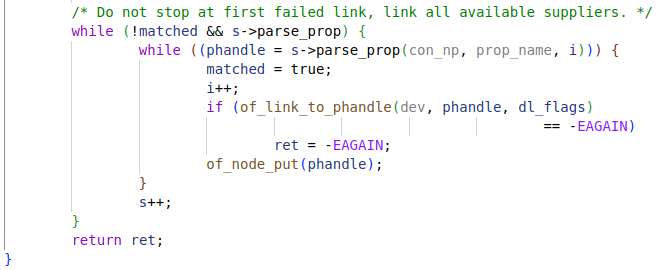 /* Do not stop at first failed link, link all available suppliers. */
while (!matched && s->parse_prop) {
while ((phandle = s->parse_prop(con_np, prop_name, i))) {
matched = true;
i++;
if (of_link_to_phandle(dev, phandle, dl_flags)
== -EAGAIN)
ret = -EAGAIN;
of_node_put(phandle);
}
s++;
}
return ret;
}